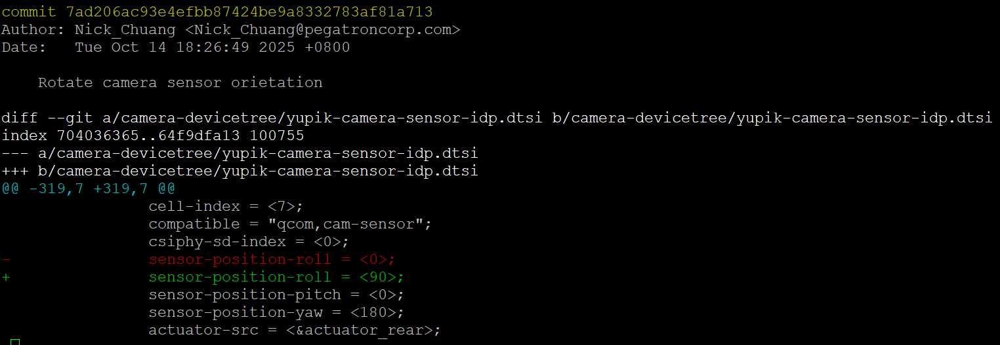 commit 7ad206ac93e4efbb87424be9a8332783af81a713
Author: Nick_Chuang <Nick_Chuang@pegatroncorp.com>
Date:   Tue Oct 14 18:26:49 2025 +0800

    Rotate camera sensor orietation

diff --git a/camera-devicetree/yupik-camera-sensor-idp.dtsi b/camera-devicetree/yupik-camera-sensor-idp.dtsi
index 704036365..64f9dfa13 100755
--- a/camera-devicetree/yupik-camera-sensor-idp.dtsi
+++ b/camera-devicetree/yupik-camera-sensor-idp.dtsi
@@ -319,7 +319,7 @@
                cell-index = <7>;
                compatible = "qcom,cam-sensor";
                csiphy-sd-index = <0>;
-               sensor-position-roll = <0>;
+               sensor-position-roll = <90>;
                sensor-position-pitch = <0>;
                sensor-position-yaw = <180>;
                actuator-src = <&actuator_rear>;